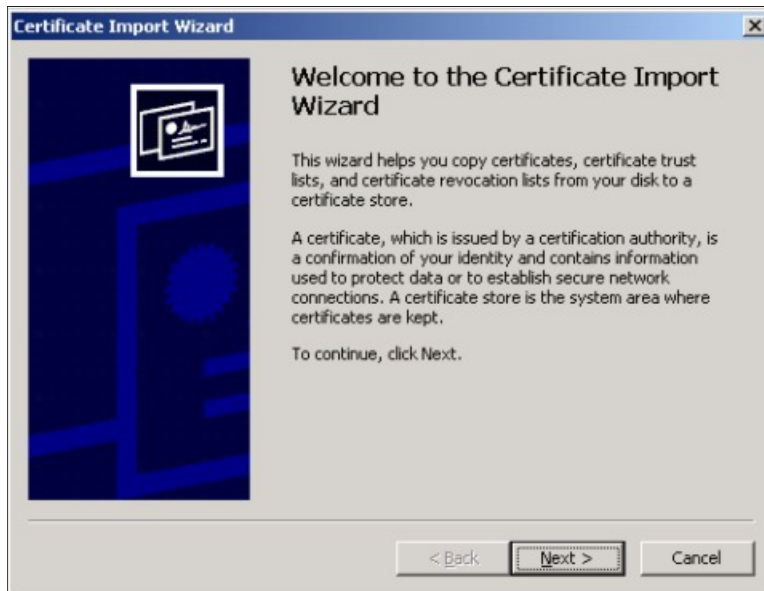 Certificate Import Wizard
Welcome to the Certificate Import
Wizard
This wizard helps you copy certificates, certificate trust
lists, and certificate revocation lists from your disk to a
certificate store.
A certificate, which is issued by a certification authority, is
a confirmation of your identity and contains information
used to protect data or to establish secure network
connections. A certificate store is the system area where
certificates are kept.
To continue, click Next.
< Back
Next >
Cancel